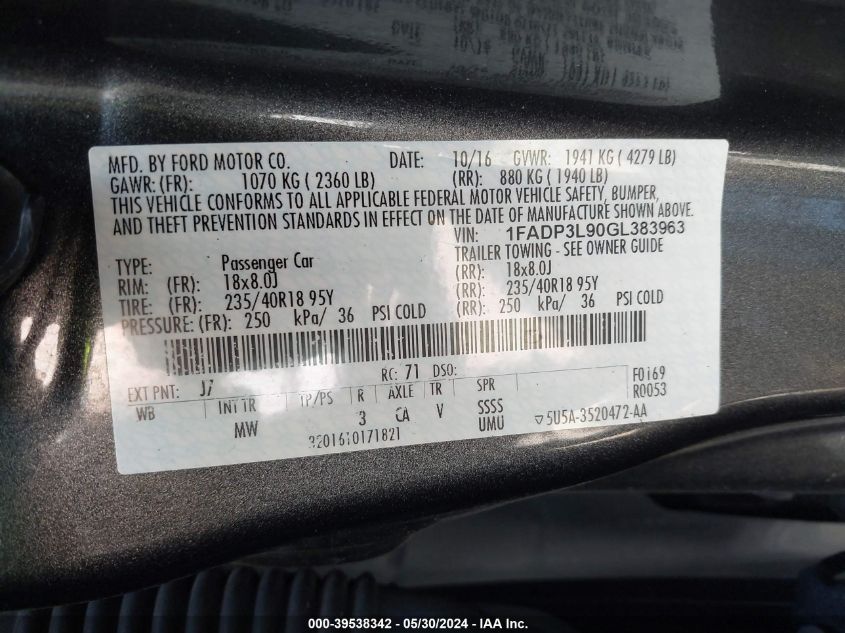 MFD. BY FORD MOTOR CO. DATE: 10/16 GVWR: 1941 KG ( 4279 LB)
GAWR: (FR): 1070 KG ( 2360 LB) (RR): 880 KG ( 1940 LB)
THIS VEHICLE CONFORMS TO ALL APPLICABLE FEDERAL MOTOR VEHICLE SAFETY, BUMPER,
AND THEFT PREVENTION STANDARDS IN EFFECT ON THE DATE OF MANUFACTURE SHOWN ABOVE.
VIN: 1FADP3L90GL383963
TYPE: Passenger Car TRAILER TOWING - SEE OWNER GUIDE
RIM: (FR): 18x8.0J (RR): 18x8.0J
TIRE: (FR): 235/40R18 95Y (RR): 235/40R18 95Y
PRESSURE: (FR): 250 kPa/ 36 PSI COLD (RR): 250 kPa/ 36 PSI COLD
EXT PNT: J7 RC: 71 DSO: F0169
WB INT TR TP/PS R AXLE TR SPR R0053
MW 3 CA V SSSS
UMU ▽5U5A-3520472-AA
3201610171821
000-39538342 / 05/30/2024 - IAA Inc.